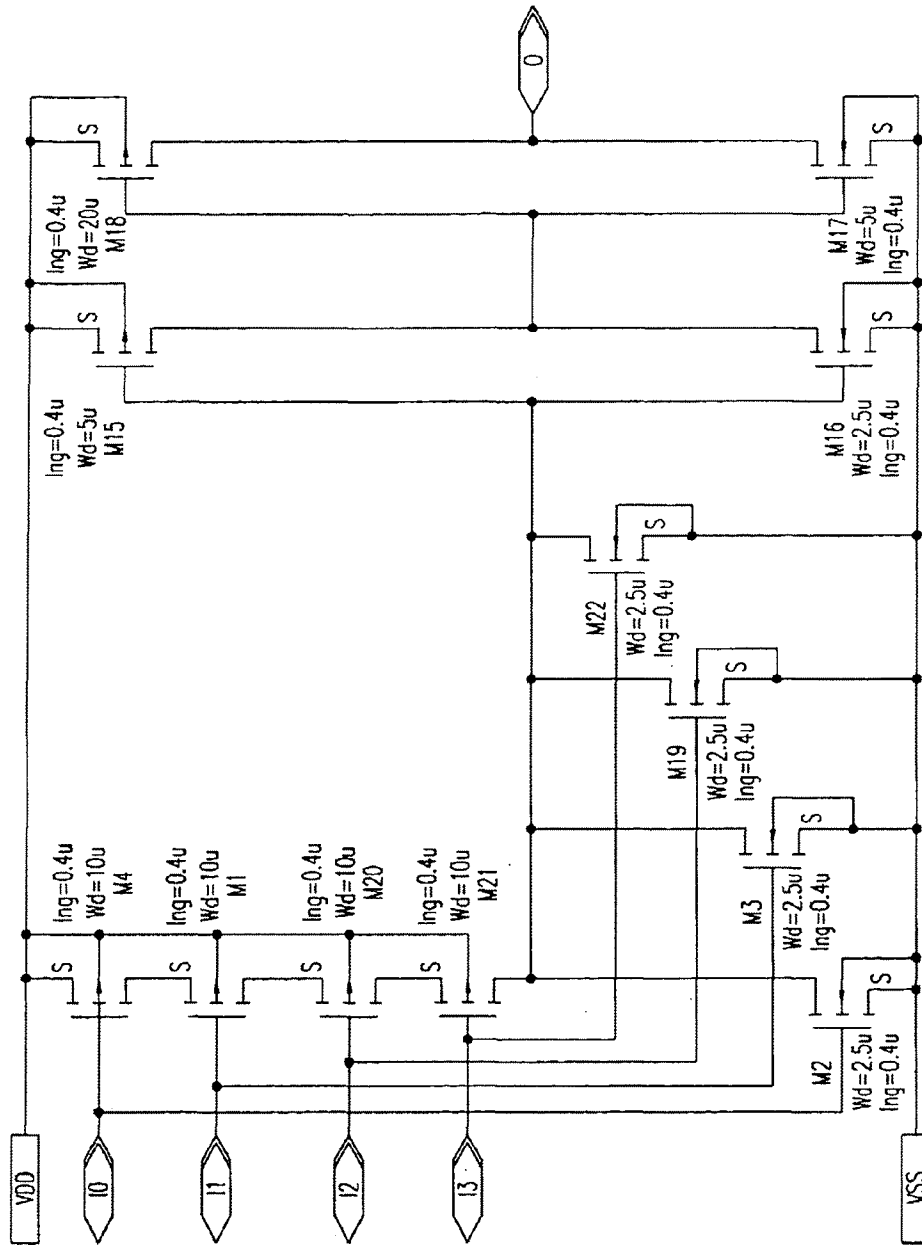 VDD
I0
I1
I2
I3
VSS
S
lng=0.4u
Wd=10u
M4
S
lng=0.4u
Wd=10u
M1
S
lng=0.4u
Wd=10u
M20
S
lng=0.4u
Wd=10u
M21
M2
Wd=2.5u
lng=0.4u
S
M3
Wd=2.5u
lng=0.4u
S
M19
Wd=2.5u
lng=0.4u
S
M22
Wd=2.5u
lng=0.4u
S
lng=0.4u
Wd=5u
M15
S
M16
Wd=2.5u
lng=0.4u
S
lng=0.4u
Wd=20u
M18
S
M17
Wd=5u
lng=0.4u
S
O